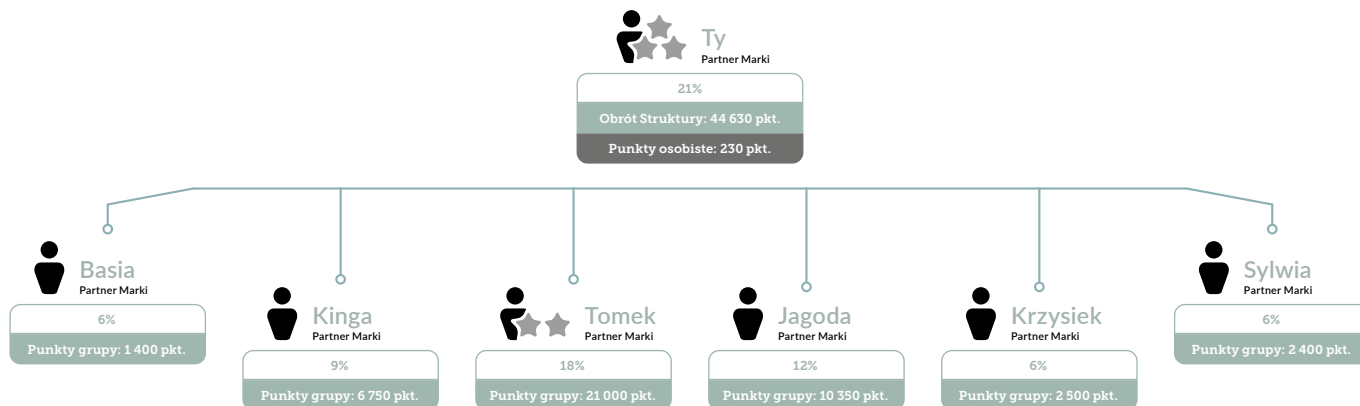 Ty
Partner Marki
21%
Obrót Struktury: 44 630 pkt.
Punkty osobiste: 230 pkt.
Basia
Partner Marki
6%
Punkty grupy: 1 400 pkt.
Kinga
Partner Marki
9%
Punkty grupy: 6 750 pkt.
Tomek
Partner Marki
18%
Punkty grupy: 21 000 pkt.
Jagoda
Partner Marki
12%
Punkty grupy: 10 350 pkt.
Krzysiek
Partner Marki
6%
Punkty grupy: 2 500 pkt.
Sylwia
Partner Marki
6%
Punkty grupy: 2 400 pkt.